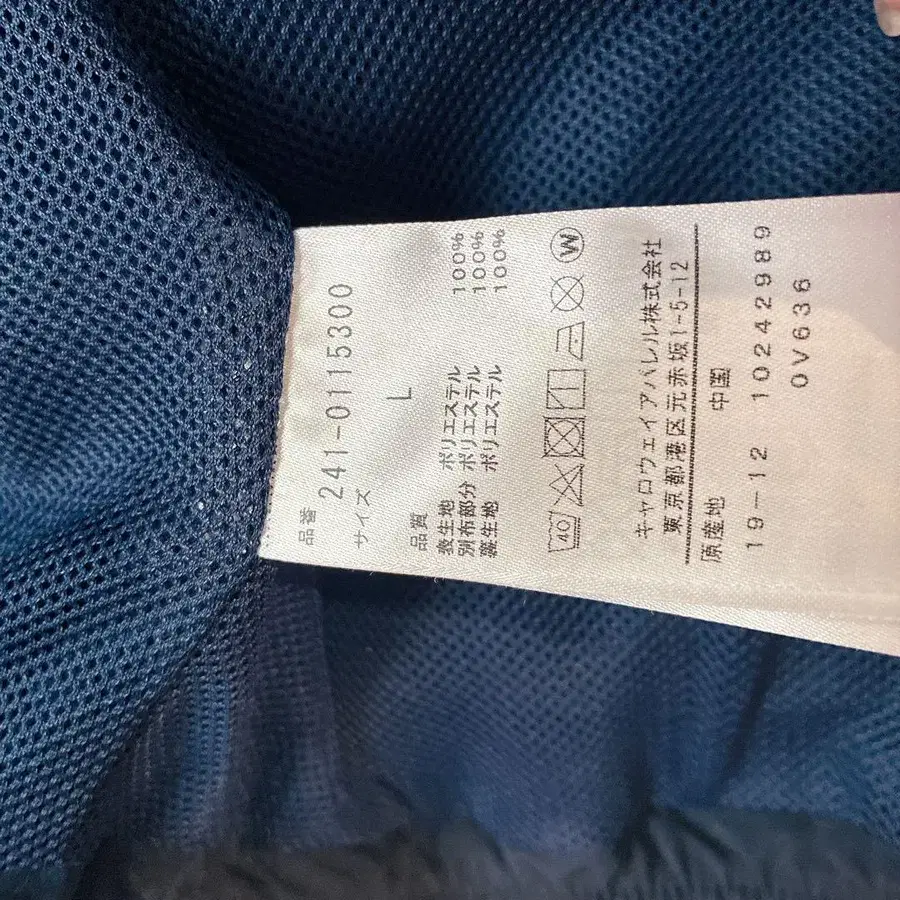 品番 241-0115300
サイズ L
品質
表生地 ポリエステル 100%
別布部分 ポリエステル 100%
裏生地 ポリエステル 100%
40 W
キャロウェイアパレル株式会社
東京都港区元赤坂1-5-12
原産地 中国
19-12 10242989
0V636